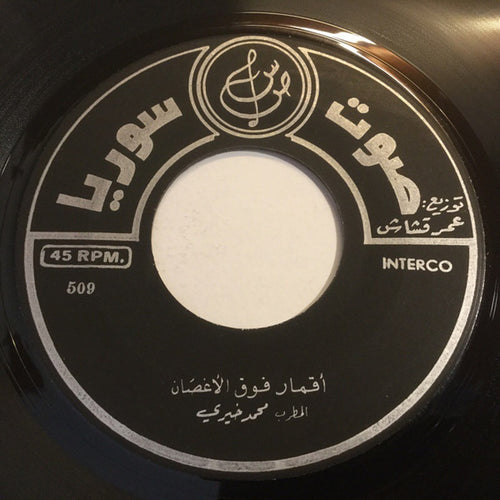 صوت سوريا
توزيع:
عمر قشاش
45 RPM.
INTERCO
509
أقمار فوق الأغصان
المطرب محمد خيري